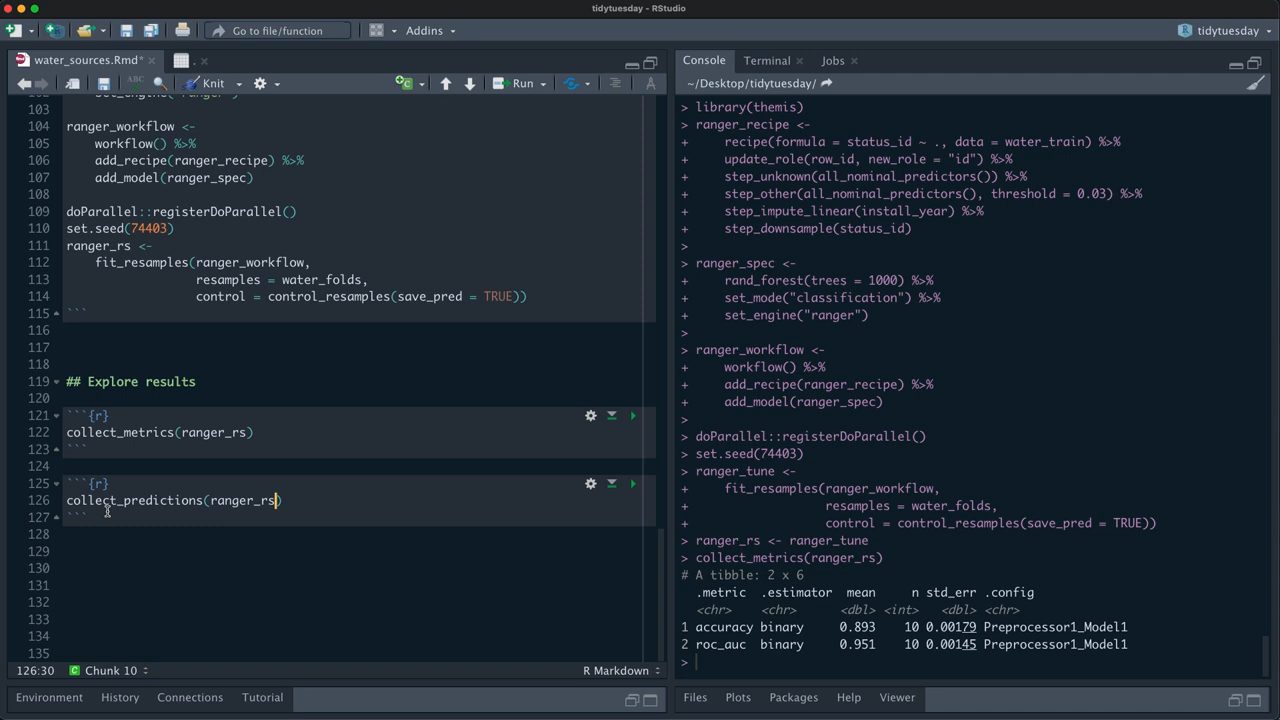 tidytuesday - RStudio
Go to file/function
Addins
tidytuesday
water_sources.Rmd*
.
ABC
Knit
Run
103
104 ranger_workflow <-
105 workflow() %>%
106 add_recipe(ranger_recipe) %>%
107 add_model(ranger_spec)
108
109 doParallel::registerDoParallel()
110 set.seed(74403)
111 ranger_rs <-
112 fit_resamples(ranger_workflow,
113 resamples = water_folds,
114 control = control_resamples(save_pred = TRUE))
115 ```
116
117
118
119 ## Explore results
120
121 ```{r}
122 collect_metrics(ranger_rs)
123 ```
124
125 ```{r}
126 collect_predictions(ranger_rs)
127 ```
128
129
130
131
132
133
134
135
126:30 Chunk 10 R Markdown
Environment History Connections Tutorial
Console Terminal Jobs
~/Desktop/tidytuesday/
> library(themis)
> ranger_recipe <-
+ recipe(formula = status_id ~ ., data = water_train) %>%
+ update_role(row_id, new_role = "id") %>%
+ step_unknown(all_nominal_predictors()) %>%
+ step_other(all_nominal_predictors(), threshold = 0.03) %>%
+ step_impute_linear(install_year) %>%
+ step_downsample(status_id)
>
> ranger_spec <-
+ rand_forest(trees = 1000) %>%
+ set_mode("classification") %>%
+ set_engine("ranger")
>
> ranger_workflow <-
+ workflow() %>%
+ add_recipe(ranger_recipe) %>%
+ add_model(ranger_spec)
>
> doParallel::registerDoParallel()
> set.seed(74403)
> ranger_tune <-
+ fit_resamples(ranger_workflow,
+ resamples = water_folds,
+ control = control_resamples(save_pred = TRUE))
> ranger_rs <- ranger_tune
> collect_metrics(ranger_rs)
# A tibble: 2 x 6
.metric .estimator mean n std_err .config
<chr> <chr> <dbl> <int> <dbl> <chr>
1 accuracy binary 0.893 10 0.00179 Preprocessor1_Model1
2 roc_auc binary 0.951 10 0.00145 Preprocessor1_Model1
>
Files Plots Packages Help Viewer